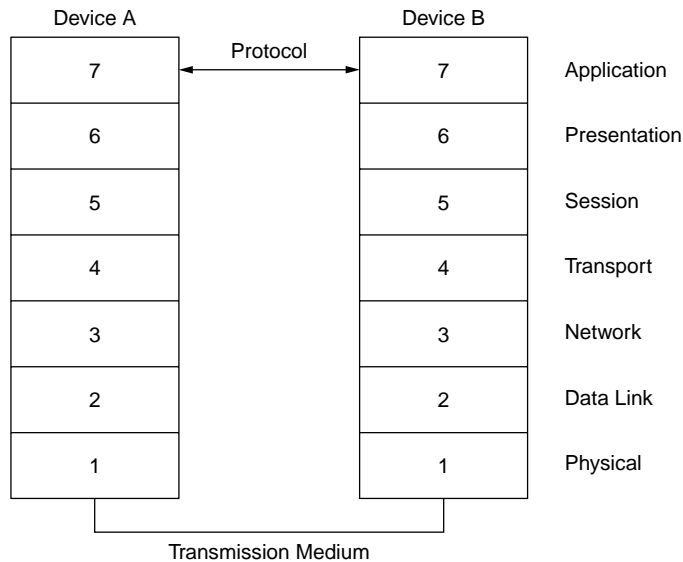 Device A Device B
Protocol
7 7 Application
6 6 Presentation
5 5 Session
4 4 Transport
3 3 Network
2 2 Data Link
1 1 Physical
Transmission Medium